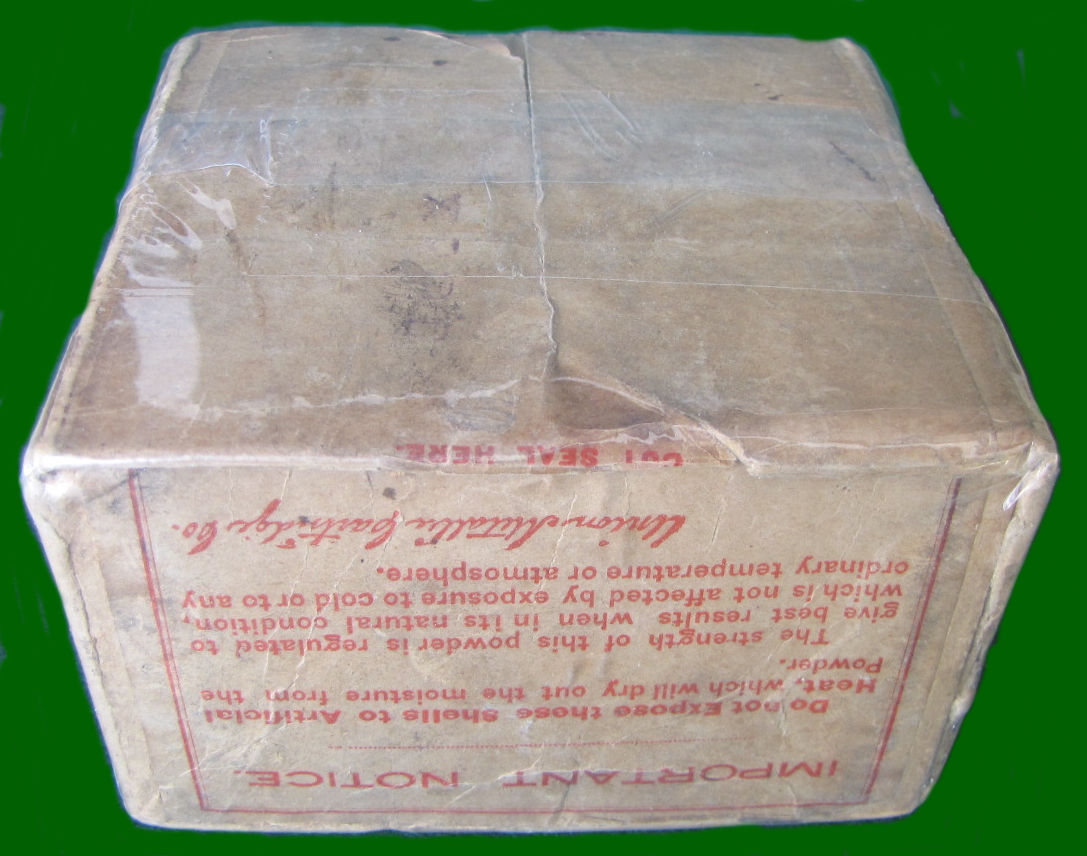 IMPORTANT NOTICE.
Do not Expose these Shells to Artificial
Heat, which will dry out the moisture from the
Powder.
The strength of this powder is regulated to
give best results when in its natural condition,
which is not affected by exposure to cold or to any
ordinary temperature or atmosphere.
Union Metallic Cartridge Co.
CUT SEAL HERE.